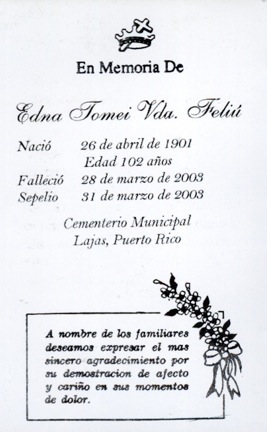 En Memoria De
Edna Tomei Vda. Feliú
Nació 26 de abril de 1901
Edad 102 años
Falleció 28 de marzo de 2003
Sepelio 31 de marzo de 2003
Cementerio Municipal
Lajas, Puerto Rico
A nombre de los familiares
deseamos expresar el mas
sincero agradecimiento por
su demostracion de afecto
y cariño en sus momentos
de dolor.